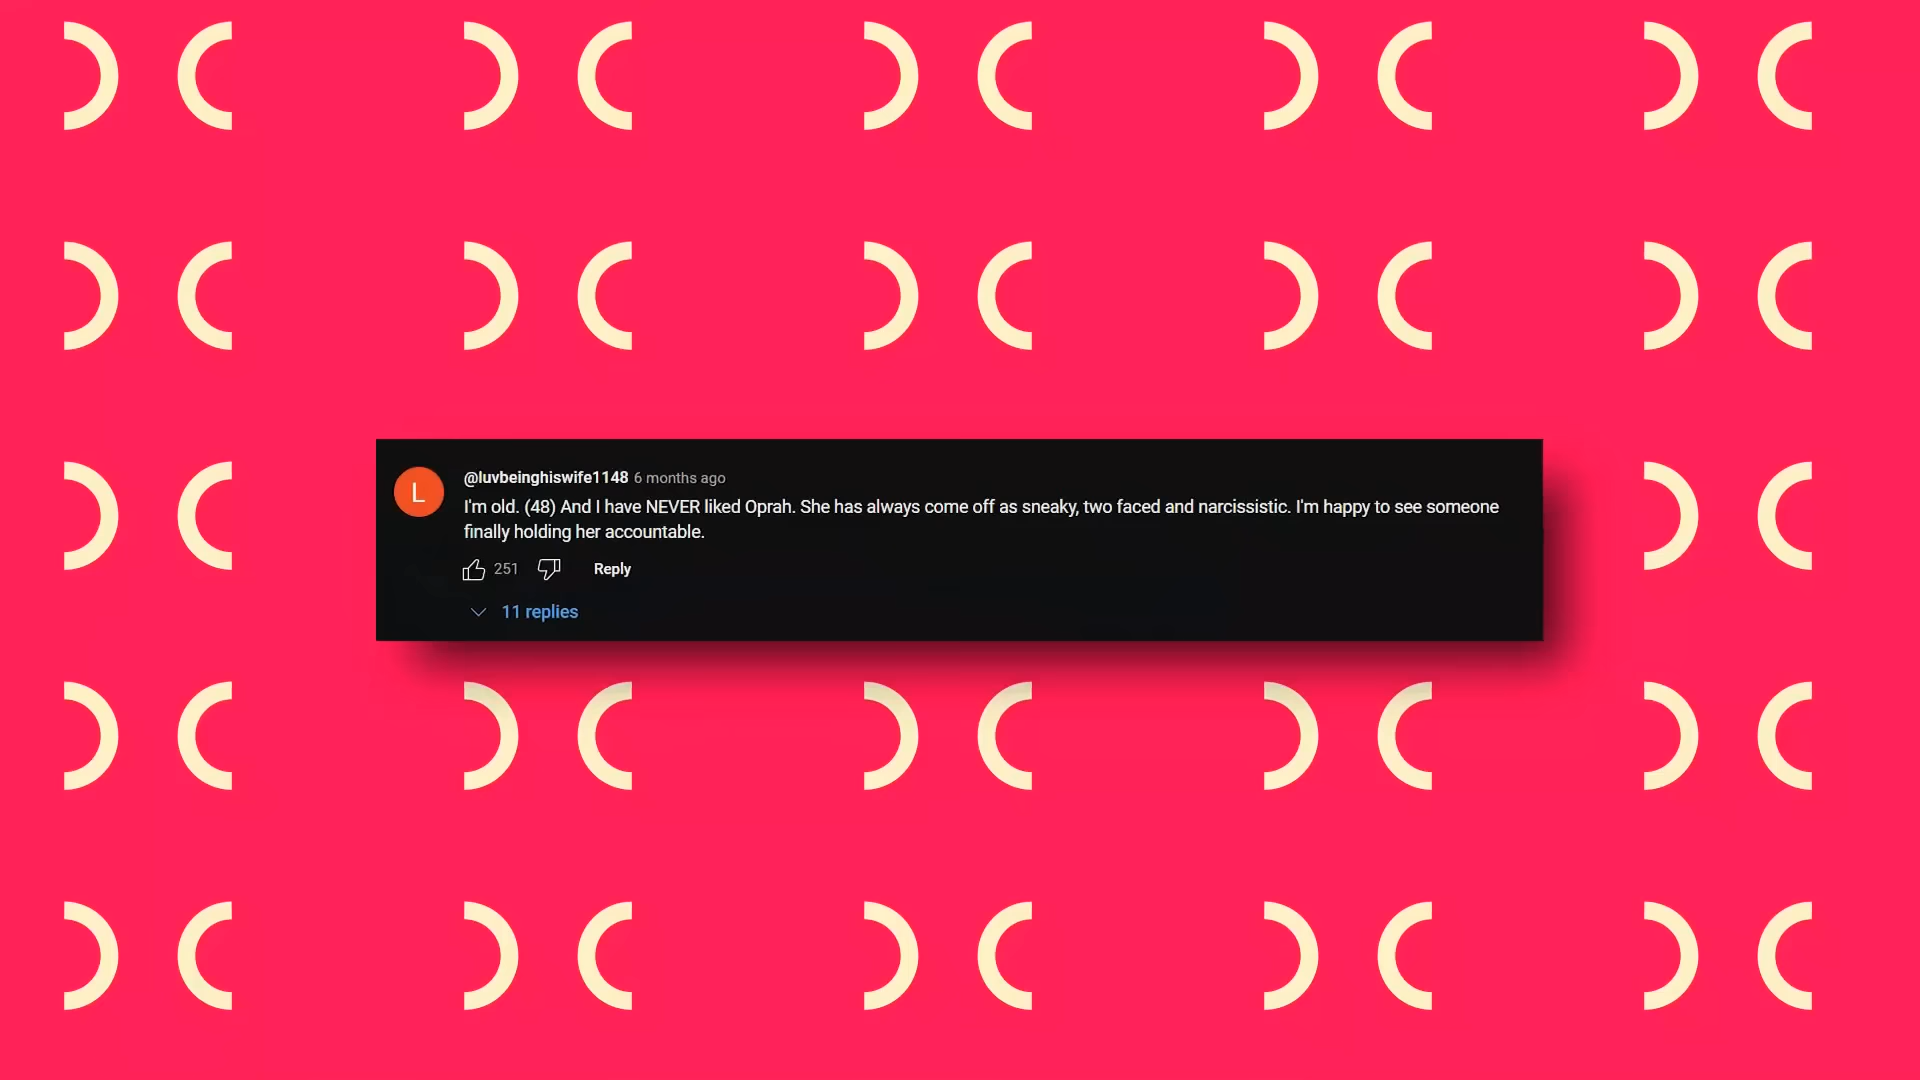 L
@luvbeinghiswife1148 6 months ago
I'm old. (48) And I have NEVER liked Oprah. She has always come off as sneaky, two faced and narcissistic. I'm happy to see someone
finally holding her accountable.
251 Reply
11 replies